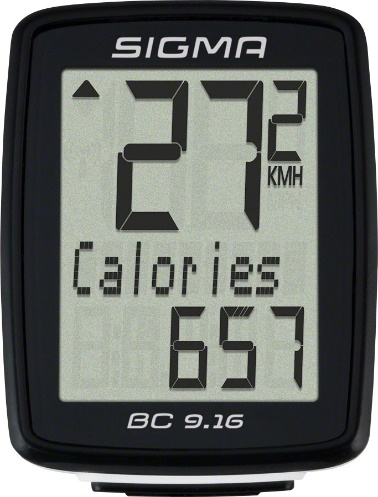 SIGMA
27 2
KMH
Calories
657
BC 9.16